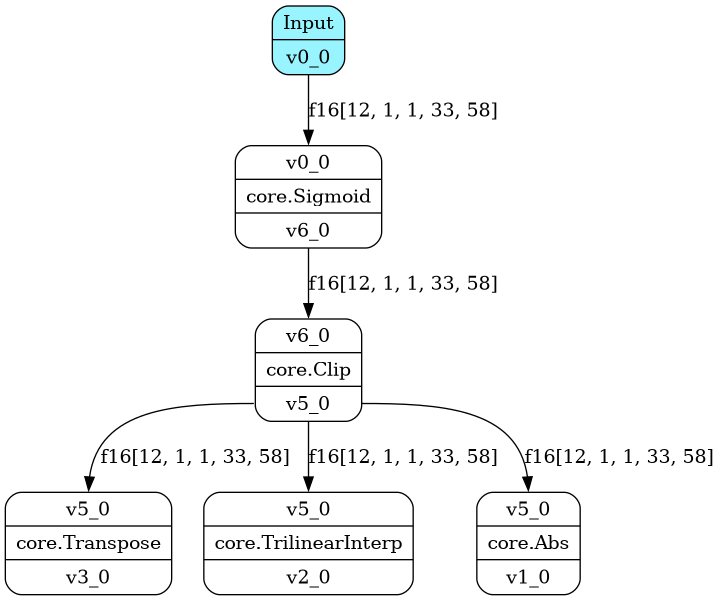 Input
v0_0
f16[12, 1, 1, 33, 58]
v0_0
core.Sigmoid
v6_0
f16[12, 1, 1, 33, 58]
v6_0
core.Clip
v5_0
f16[12, 1, 1, 33, 58] f16[12, 1, 1, 33, 58] f16[12, 1, 1, 33, 58]
v5_0 v5_0 v5_0
core.Transpose core.TrilinearInterp core.Abs
v3_0 v2_0 v1_0